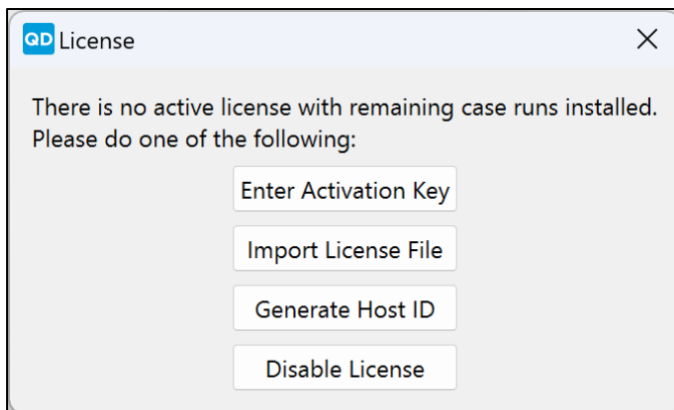 QD License
There is no active license with remaining case runs installed.
Please do one of the following:
Enter Activation Key
Import License File
Generate Host ID
Disable License